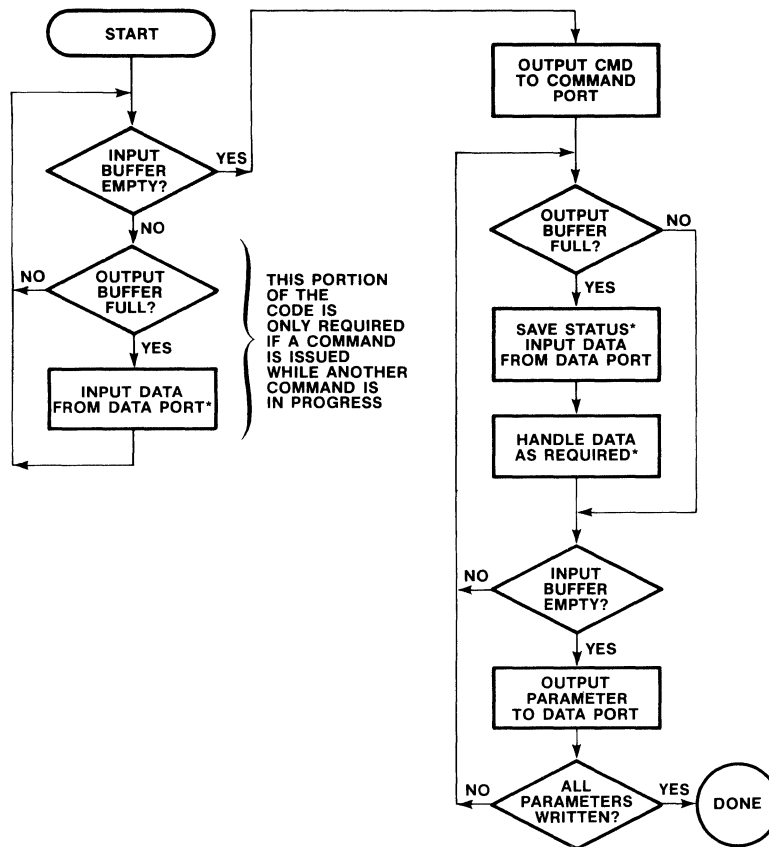 START
INPUT
BUFFER
EMPTY?
YES
NO
OUTPUT
BUFFER
FULL?
NO
YES
INPUT DATA
FROM DATA PORT*
THIS PORTION
OF THE
CODE IS
ONLY REQUIRED
IF A COMMAND
IS ISSUED
WHILE ANOTHER
COMMAND IS
IN PROGRESS
OUTPUT CMD
TO COMMAND
PORT
OUTPUT
BUFFER
FULL?
NO
YES
SAVE STATUS*
INPUT DATA
FROM DATA PORT
HANDLE DATA
AS REQUIRED*
INPUT
BUFFER
EMPTY?
NO
YES
OUTPUT
PARAMETER
TO DATA PORT
ALL
PARAMETERS
WRITTEN?
NO
YES
DONE